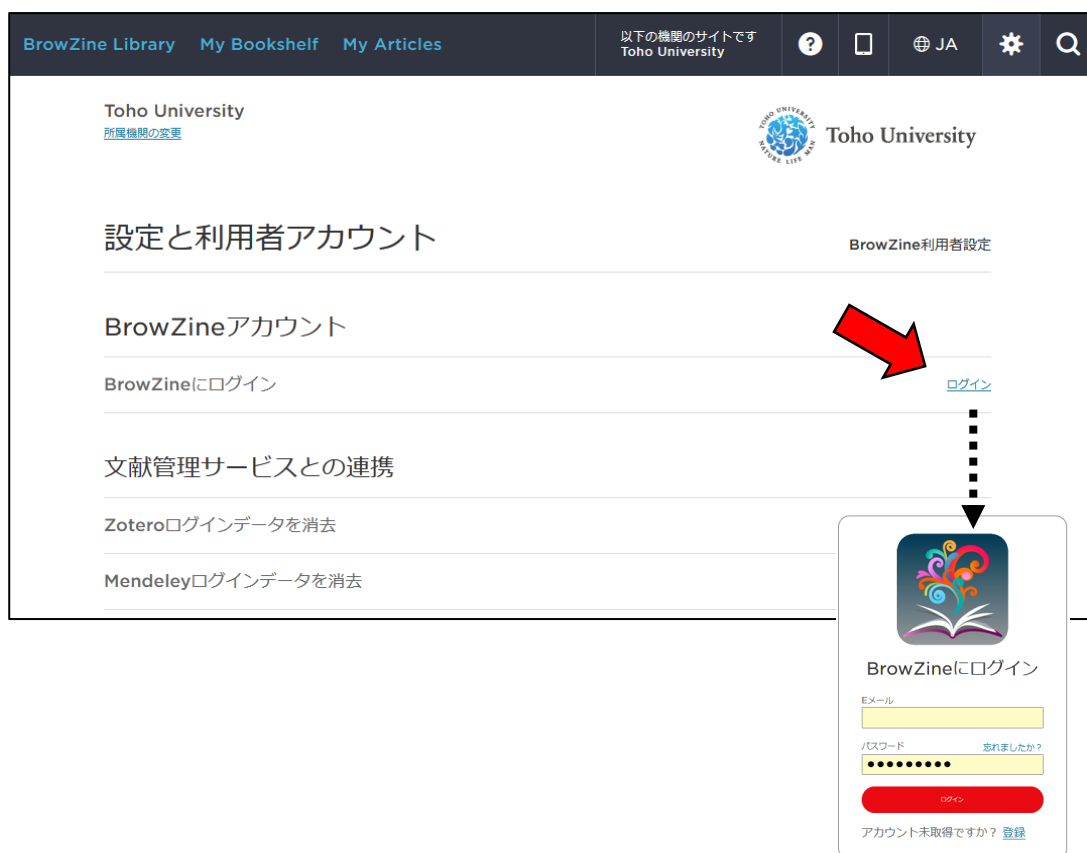 BrowZine Library My Bookshelf My Articles
以下の機関のサイトです
Toho University
? JA
Toho University
所属機関の変更
TOHO UNIVERSITY
NATURE LIFE MAN
Toho University
設定と利用者アカウント
BrowZine利用者設定
BrowZineアカウント
BrowZineにログイン
ログイン
文献管理サービスとの連携
Zoteroログインデータを消去
Mendeleyログインデータを消去
BrowZineにログイン
Eメール
パスワード 忘れましたか?
ログイン
アカウント未取得ですか? 登録